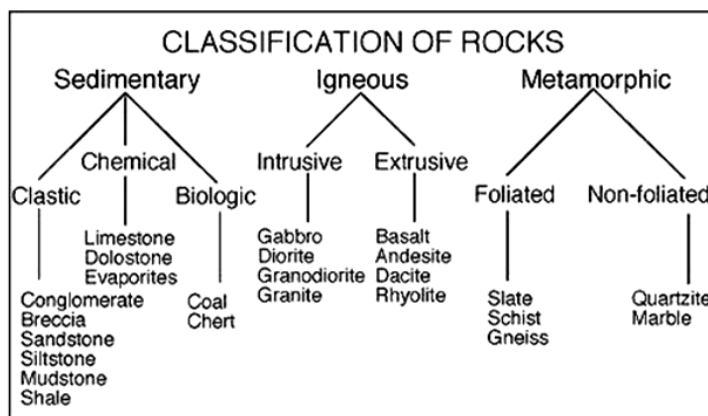 CLASSIFICATION OF ROCKS
Sedimentary
Igneous
Metamorphic
Chemical
Intrusive
Extrusive
Clastic
Biologic
Foliated
Non-foliated
Limestone
Dolostone
Evaporites
Gabbro
Diorite
Granodiorite
Granite
Basalt
Andesite
Dacite
Rhyolite
Conglomerate
Breccia
Sandstone
Siltstone
Mudstone
Shale
Coal
Chert
Slate
Schist
Gneiss
Quartzite
Marble